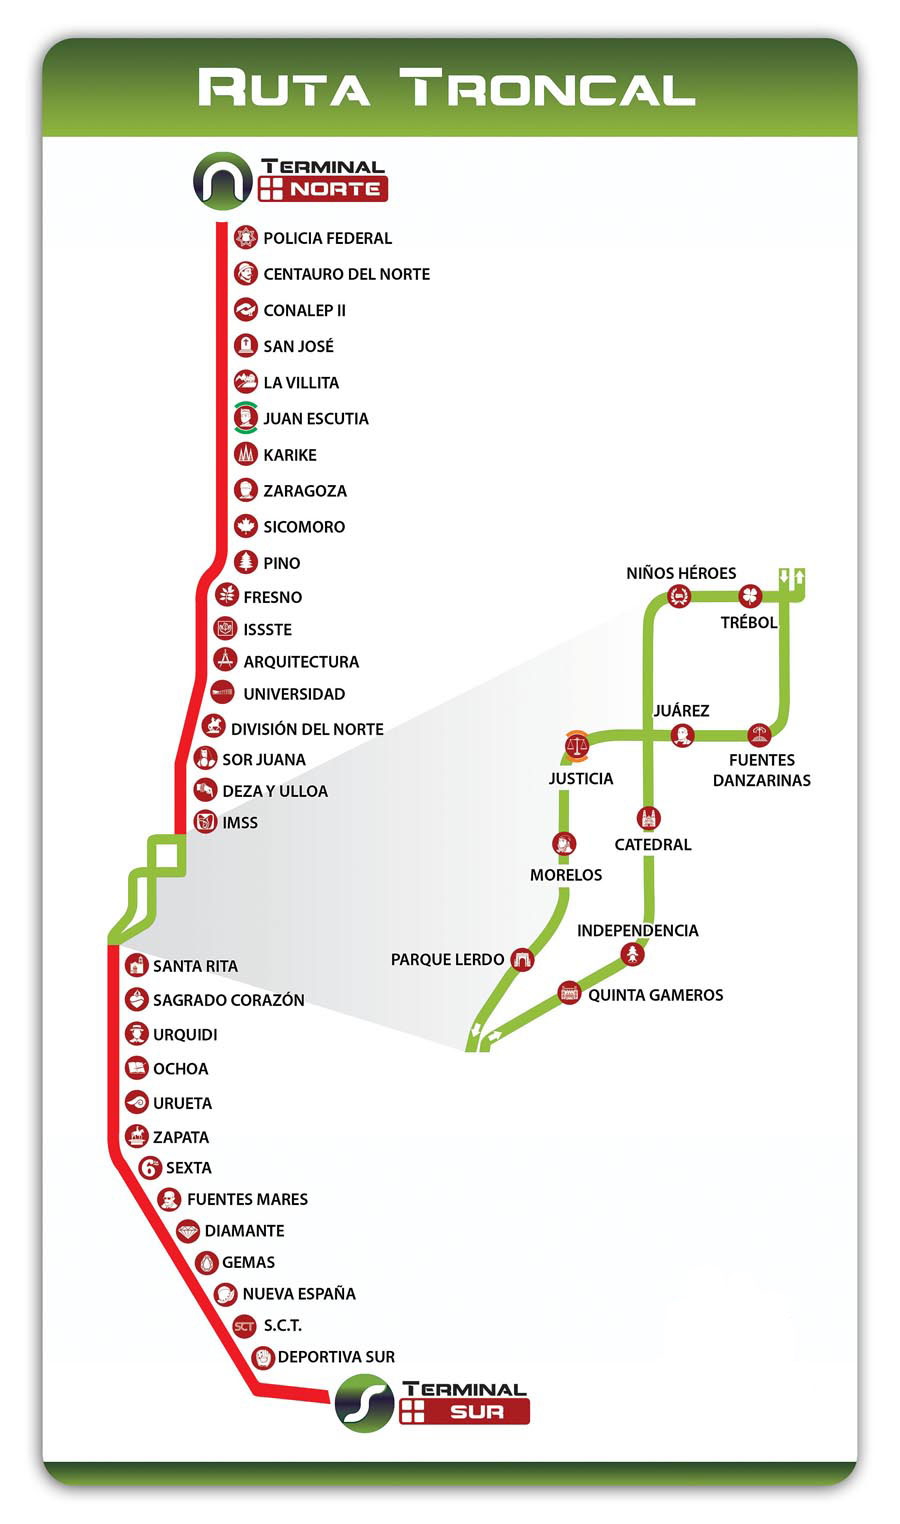 RUTA TRONCAL
TERMINAL
NORTE
POLICIA FEDERAL
CENTAURO DEL NORTE
CONALEP II
SAN JOSÉ
LA VILLITA
JUAN ESCUTIA
KARIKE
ZARAGOZA
SICOMORO
PINO
FRESNO
ISSSTE
ARQUITECTURA
UNIVERSIDAD
DIVISIÓN DEL NORTE
SOR JUANA
DEZA Y ULLOA
IMSS
NIÑOS HÉROES
TRÉBOL
JUÁREZ
FUENTES
DANZARINAS
JUSTICIA
CATEDRAL
MORELOS
INDEPENDENCIA
PARQUE LERDO
QUINTA GAMEROS
SANTA RITA
SAGRADO CORAZÓN
URQUIDI
OCHOA
URUETA
ZAPATA
6ta SEXTA
FUENTES MARES
DIAMANTE
GEMAS
NUEVA ESPAÑA
SCT S.C.T.
DEPORTIVA SUR
TERMINAL
SUR